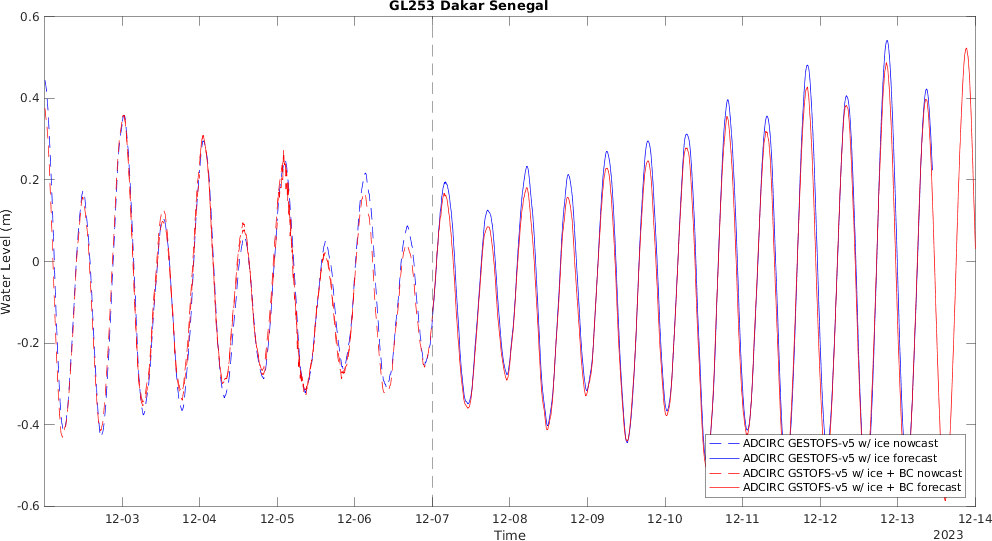 GL253 Dakar Senegal
0.6
0.4
0.2
0
-0.2
-0.4
-0.6
Water Level (m)
ADCIRC GESTOFS-v5 w/ ice nowcast
ADCIRC GESTOFS-v5 w/ ice forecast
ADCIRC GSTOFS-v5 w/ ice + BC nowcast
ADCIRC GSTOFS-v5 w/ ice + BC forecast
12-03 12-04 12-05 12-06 12-07 12-08 12-09 12-10 12-11 12-12 12-13 12-14
Time
2023